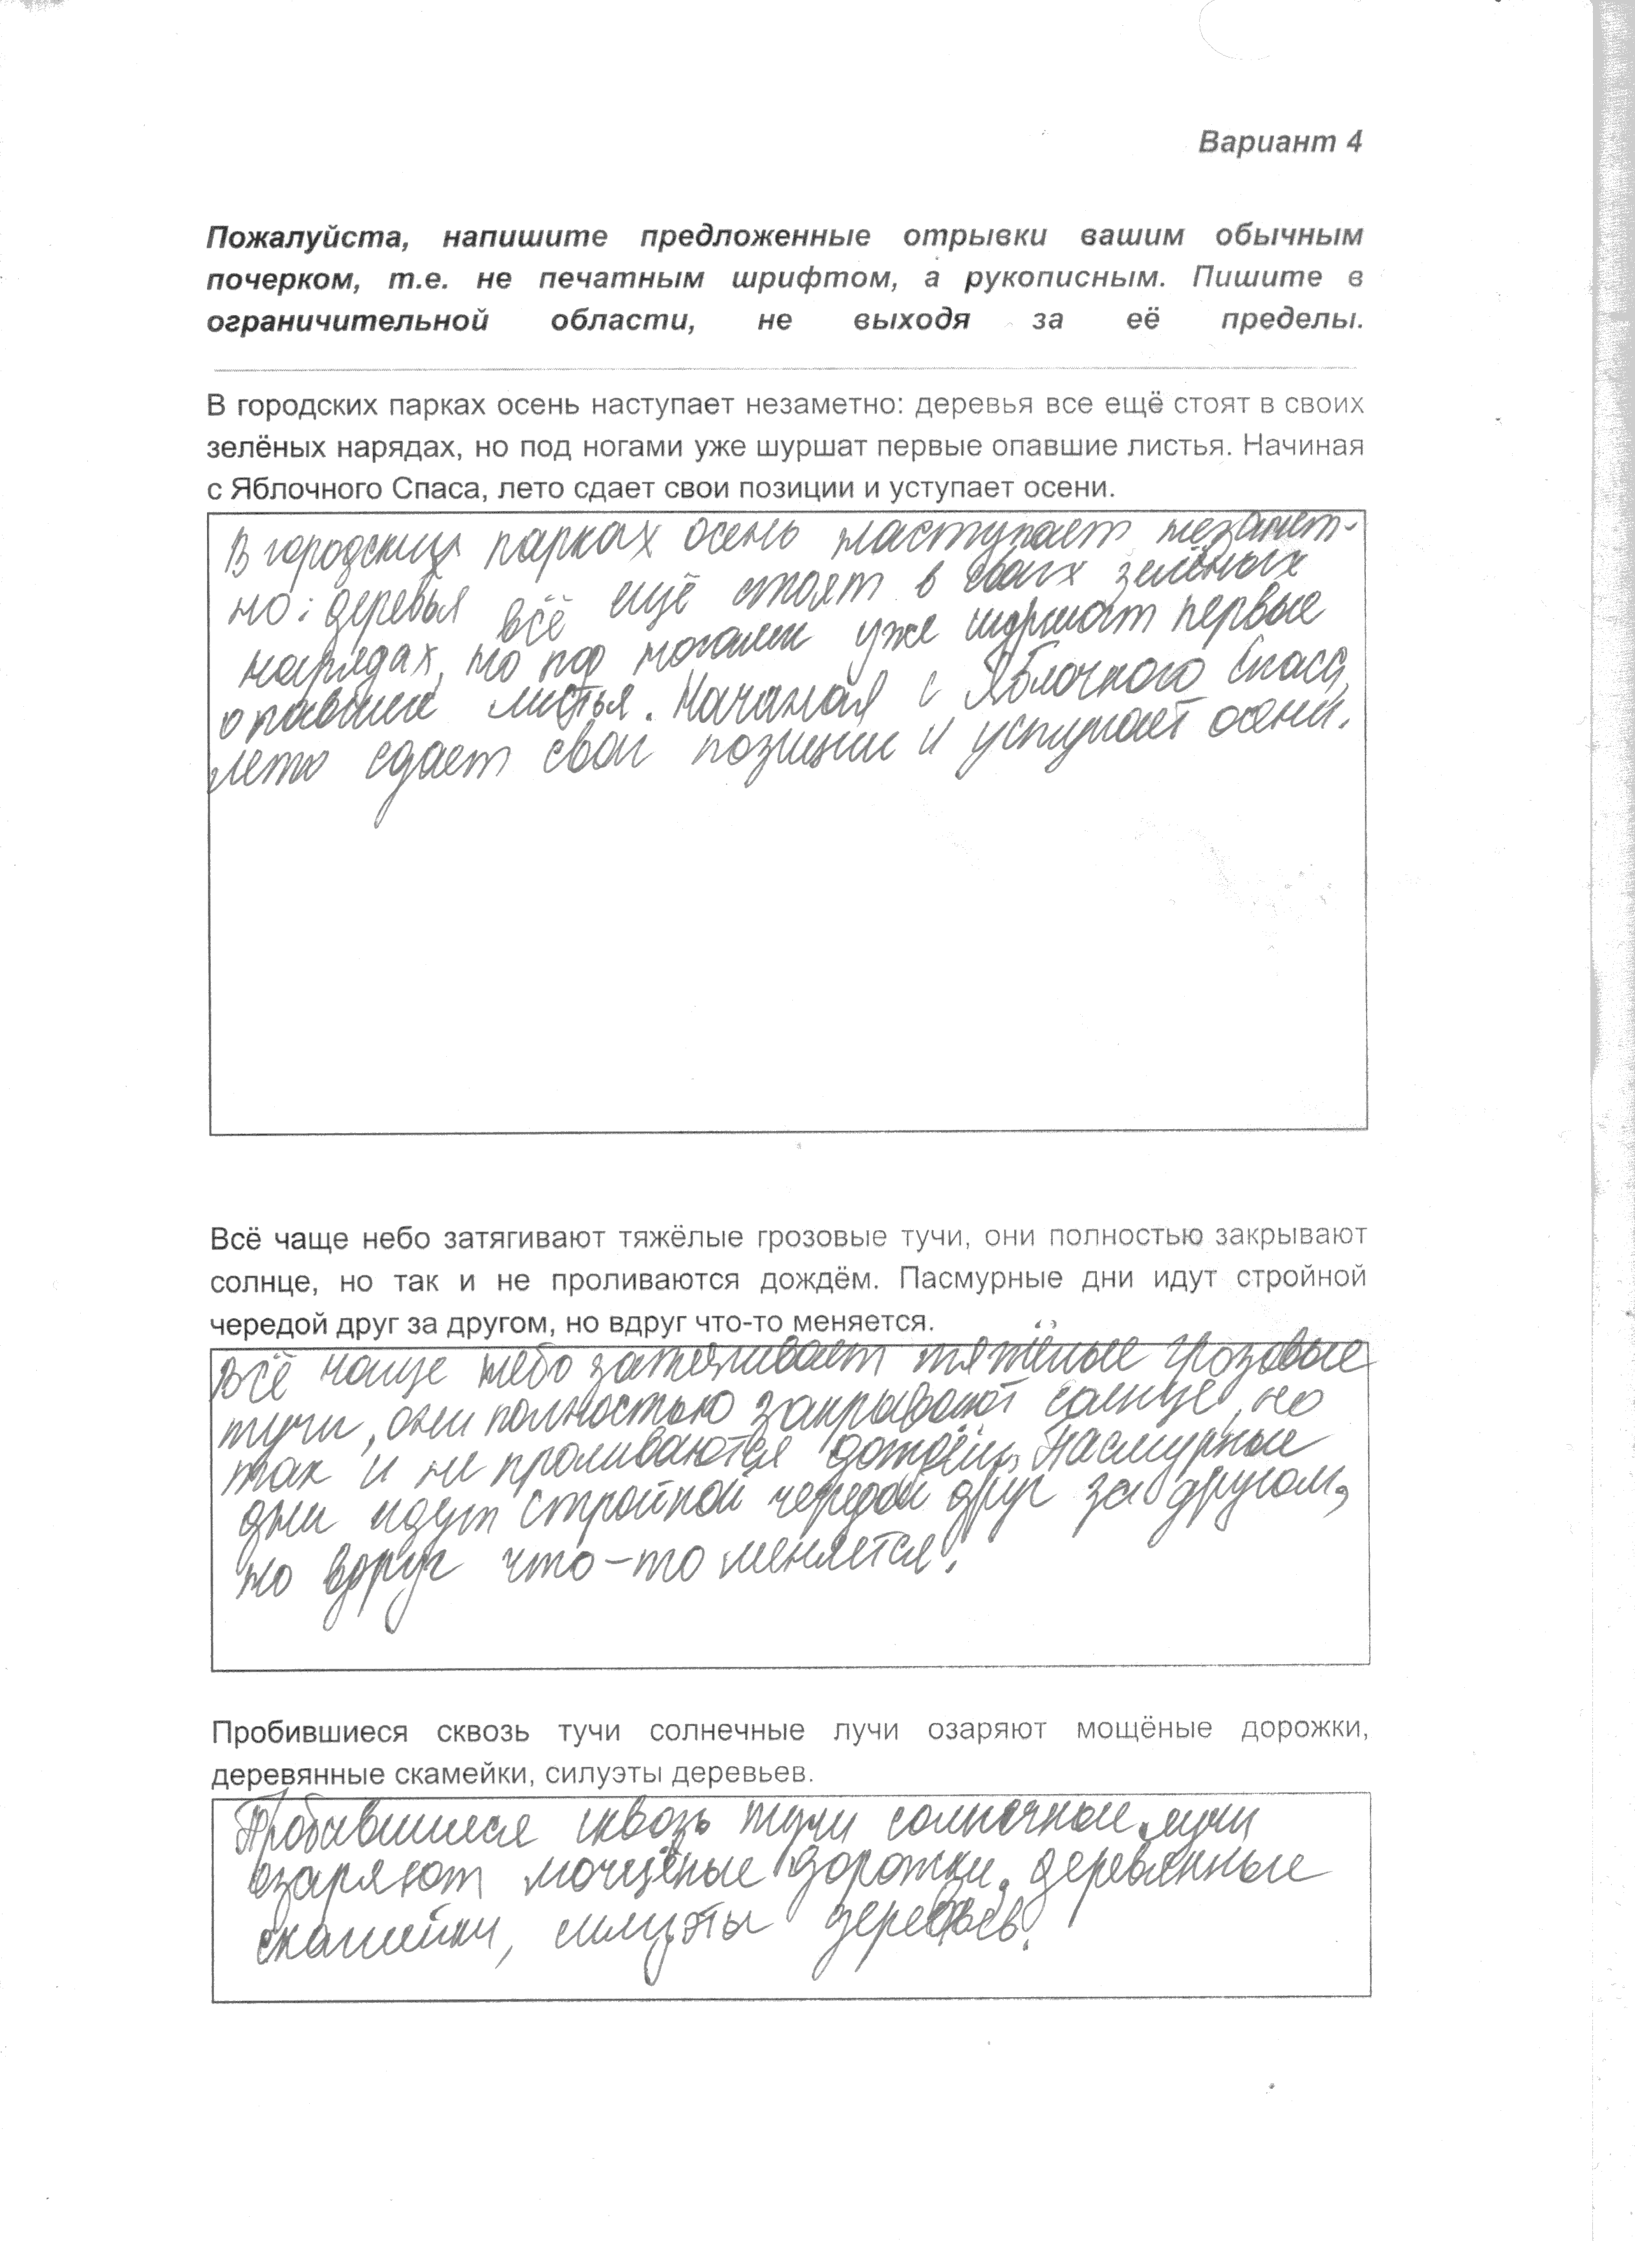 Вариант 4
Пожалуйста, напишите предложенные отрывки вашим обычным
почерком, т.е. не печатным шрифтом, а рукописным. Пишите в
ограничительной области, не выходя за её пределы.
В городских парках осень наступает незаметно: деревья все ещё стоят в своих
зелёных нарядах, но под ногами уже шуршат первые опавшие листья. Начиная
с Яблочного Спаса, лето сдает свои позиции и уступает осени.
В городских парках осень наступает незамет-
но: деревья всё ещё стоят в своих зелёных
нарядах, но под ногами уже шуршат первые
опавшие листья. Начиная с Яблочного Спаса,
лето сдает свои позиции и уступает осени.
Всё чаще небо затягивают тяжёлые грозовые тучи, они полностью закрывают
солнце, но так и не проливаются дождём. Пасмурные дни идут стройной
чередой друг за другом, но вдруг что-то меняется.
Всё чаще небо затягивает тяжёлые грозовые
тучи, они полностью закрывают солнце, но
так и не проливаются дождём. Пасмурные
дни идут стройной чередой друг за другом,
но вдруг что-то меняется.
Пробившиеся сквозь тучи солнечные лучи озаряют мощёные дорожки,
деревянные скамейки, силуэты деревьев.
Пробившиеся сквозь тучи солнечные лучи
озаряют мочщёные дорожки, деревянные
скамейки, силуэты деревьев.